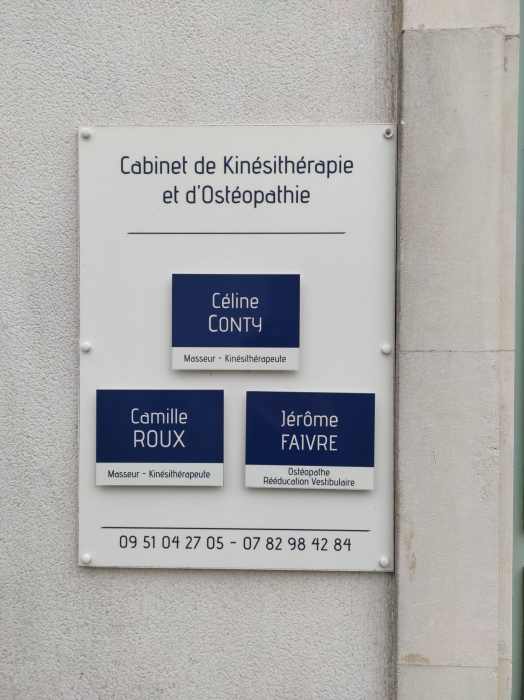 Cabinet de Kinésithérapie
et d'Ostéopathie
Céline
CONTY
Masseur - Kinésithérapeute
Camille
ROUX
Masseur - Kinésithérapeute
Jérôme
FAIVRE
Ostéopathe
Rééducation Vestibulaire
09 51 04 27 05 - 07 82 98 42 84